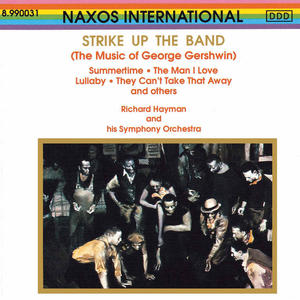 8.990031
NAXOS INTERNATIONAL
DDD
STRIKE UP THE BAND
(The Music of George Gershwin)
Summertime • The Man I Love
Lullaby • They Can't Take That Away
and others
Richard Hayman
and
his Symphony Orchestra